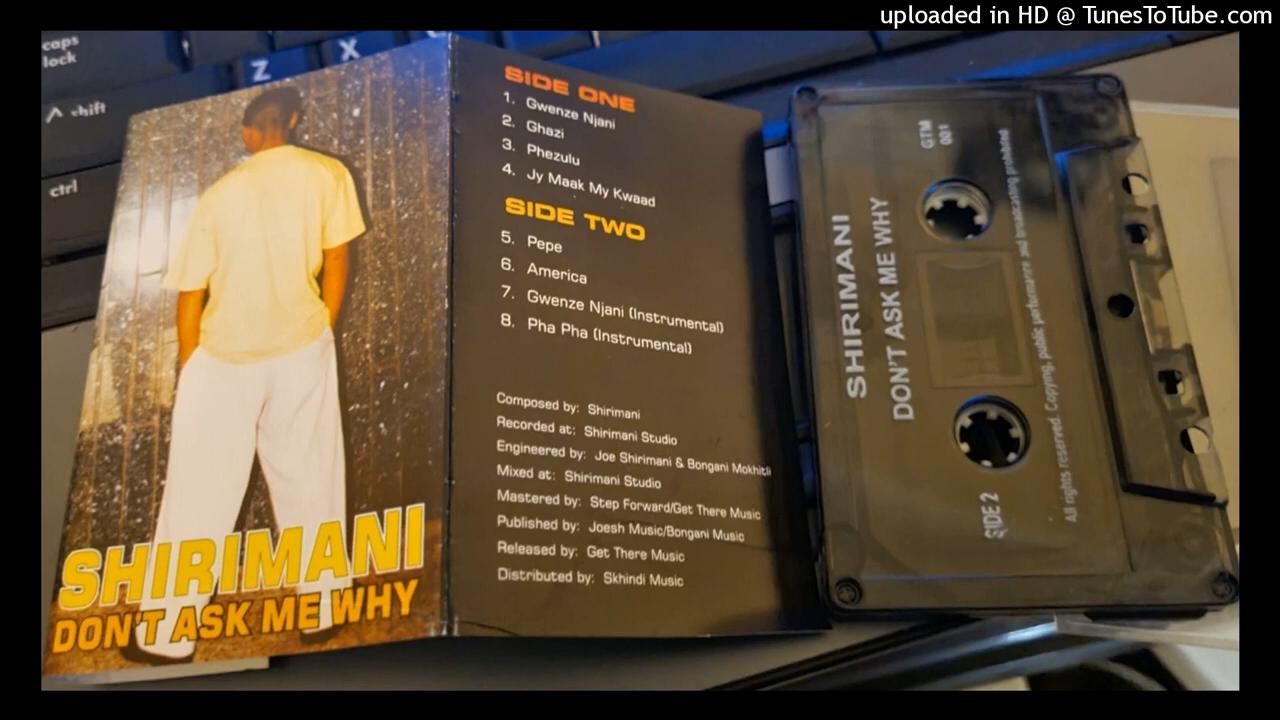 uploaded in HD @ TunesToTube.com
caps
lock
Z
X
shift
ctrl
SHIRIMANI
DON'T ASK ME WHY
SIDE ONE
1. Gwenze Njani
2. Ghazi
3. Phezulu
4. Jy Maak My Kwaad
SIDE TWO
5. Pepe
6. America
7. Gwenze Njani (Instrumental)
8. Pha Pha (Instrumental)
Composed by: Shirimani
Recorded at: Shirimani Studio
Engineered by: Joe Shirimani & Bongani Mokhitli
Mixed at: Shirimani Studio
Mastered by: Step Forward/Get There Music
Published by: Joesh Music/Bongani Music
Released by: Get There Music
Distributed by: Skhindi Music
SHIRIMANI
DON'T ASK ME WHY
GTM
001
SIDE 2
All rights reserved. Copying, public performance and broadcasting prohibited